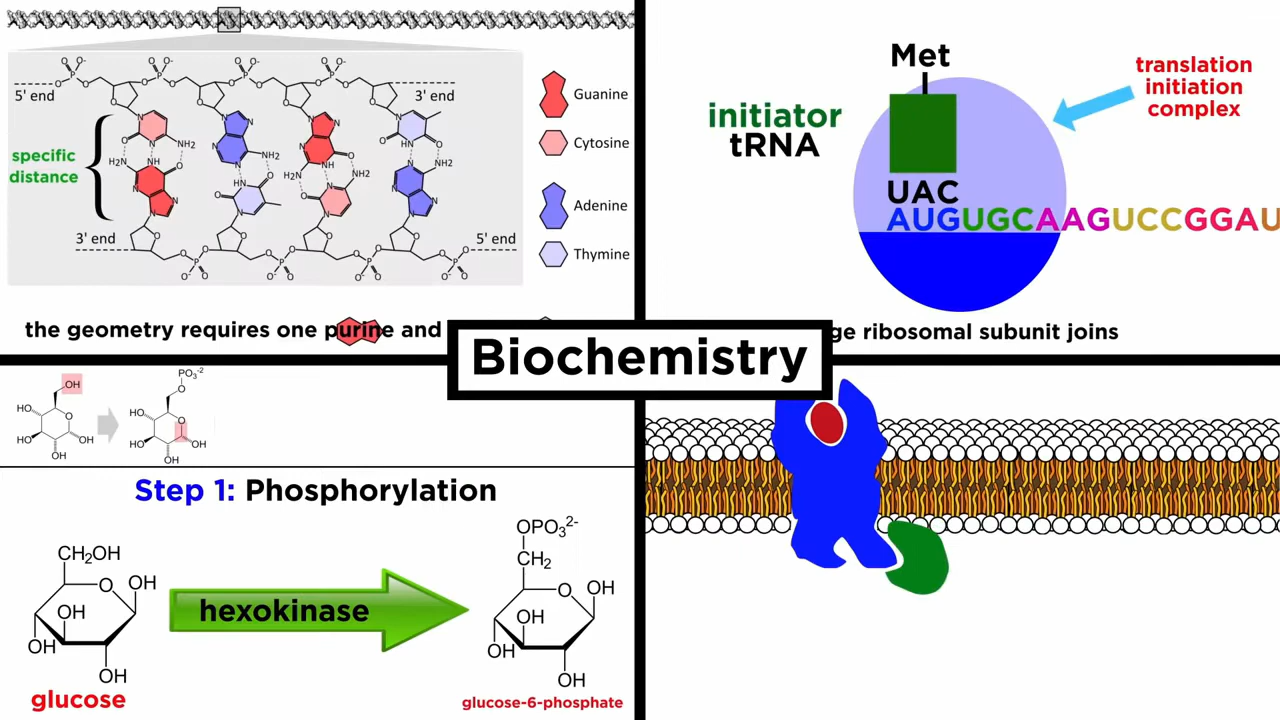 5' end
3' end
specific
distance
3' end
5' end
Guanine
Cytosine
Adenine
Thymine
the geometry requires one purine and
Met
initiator
tRNA
translation
initiation
complex
UAC
AUGUGCAAGUCCGGAU
ge ribosomal subunit joins
Biochemistry
Step 1: Phosphorylation
CH2OH
O
OH
OH
OH
OH
glucose
hexokinase
OPO3 2-
CH2
O
OH
OH
OH
OH
glucose-6-phosphate